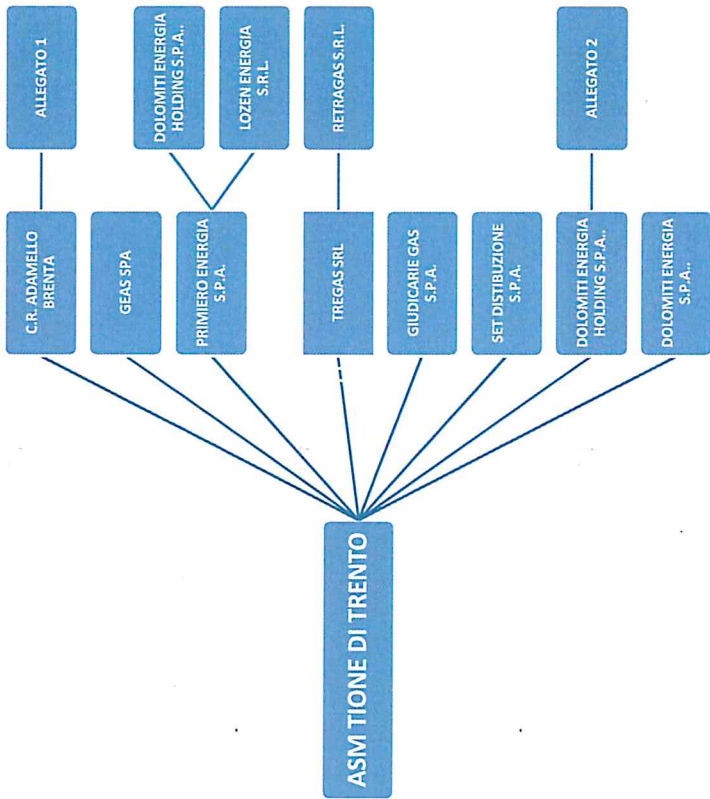 ASM TIONE DI TRENTO
C.R. ADAMELLO
BRENTA
ALLEGATO 1
GEAS SPA
PRIMIERO ENERGIA
S.P.A.
DOLOMITI ENERGIA
HOLDING S.P.A..
LOZEN ENERGIA
S.R.L.
TREGAS SRL
RETRAGAS S.R.L.
GIUDICARIE GAS
S.P.A.
SET DISTIBUZIONE
S.P.A.
DOLOMITI ENERGIA
HOLDING S.P.A..
ALLEGATO 2
DOLOMITI ENERGIA
S.P.A..